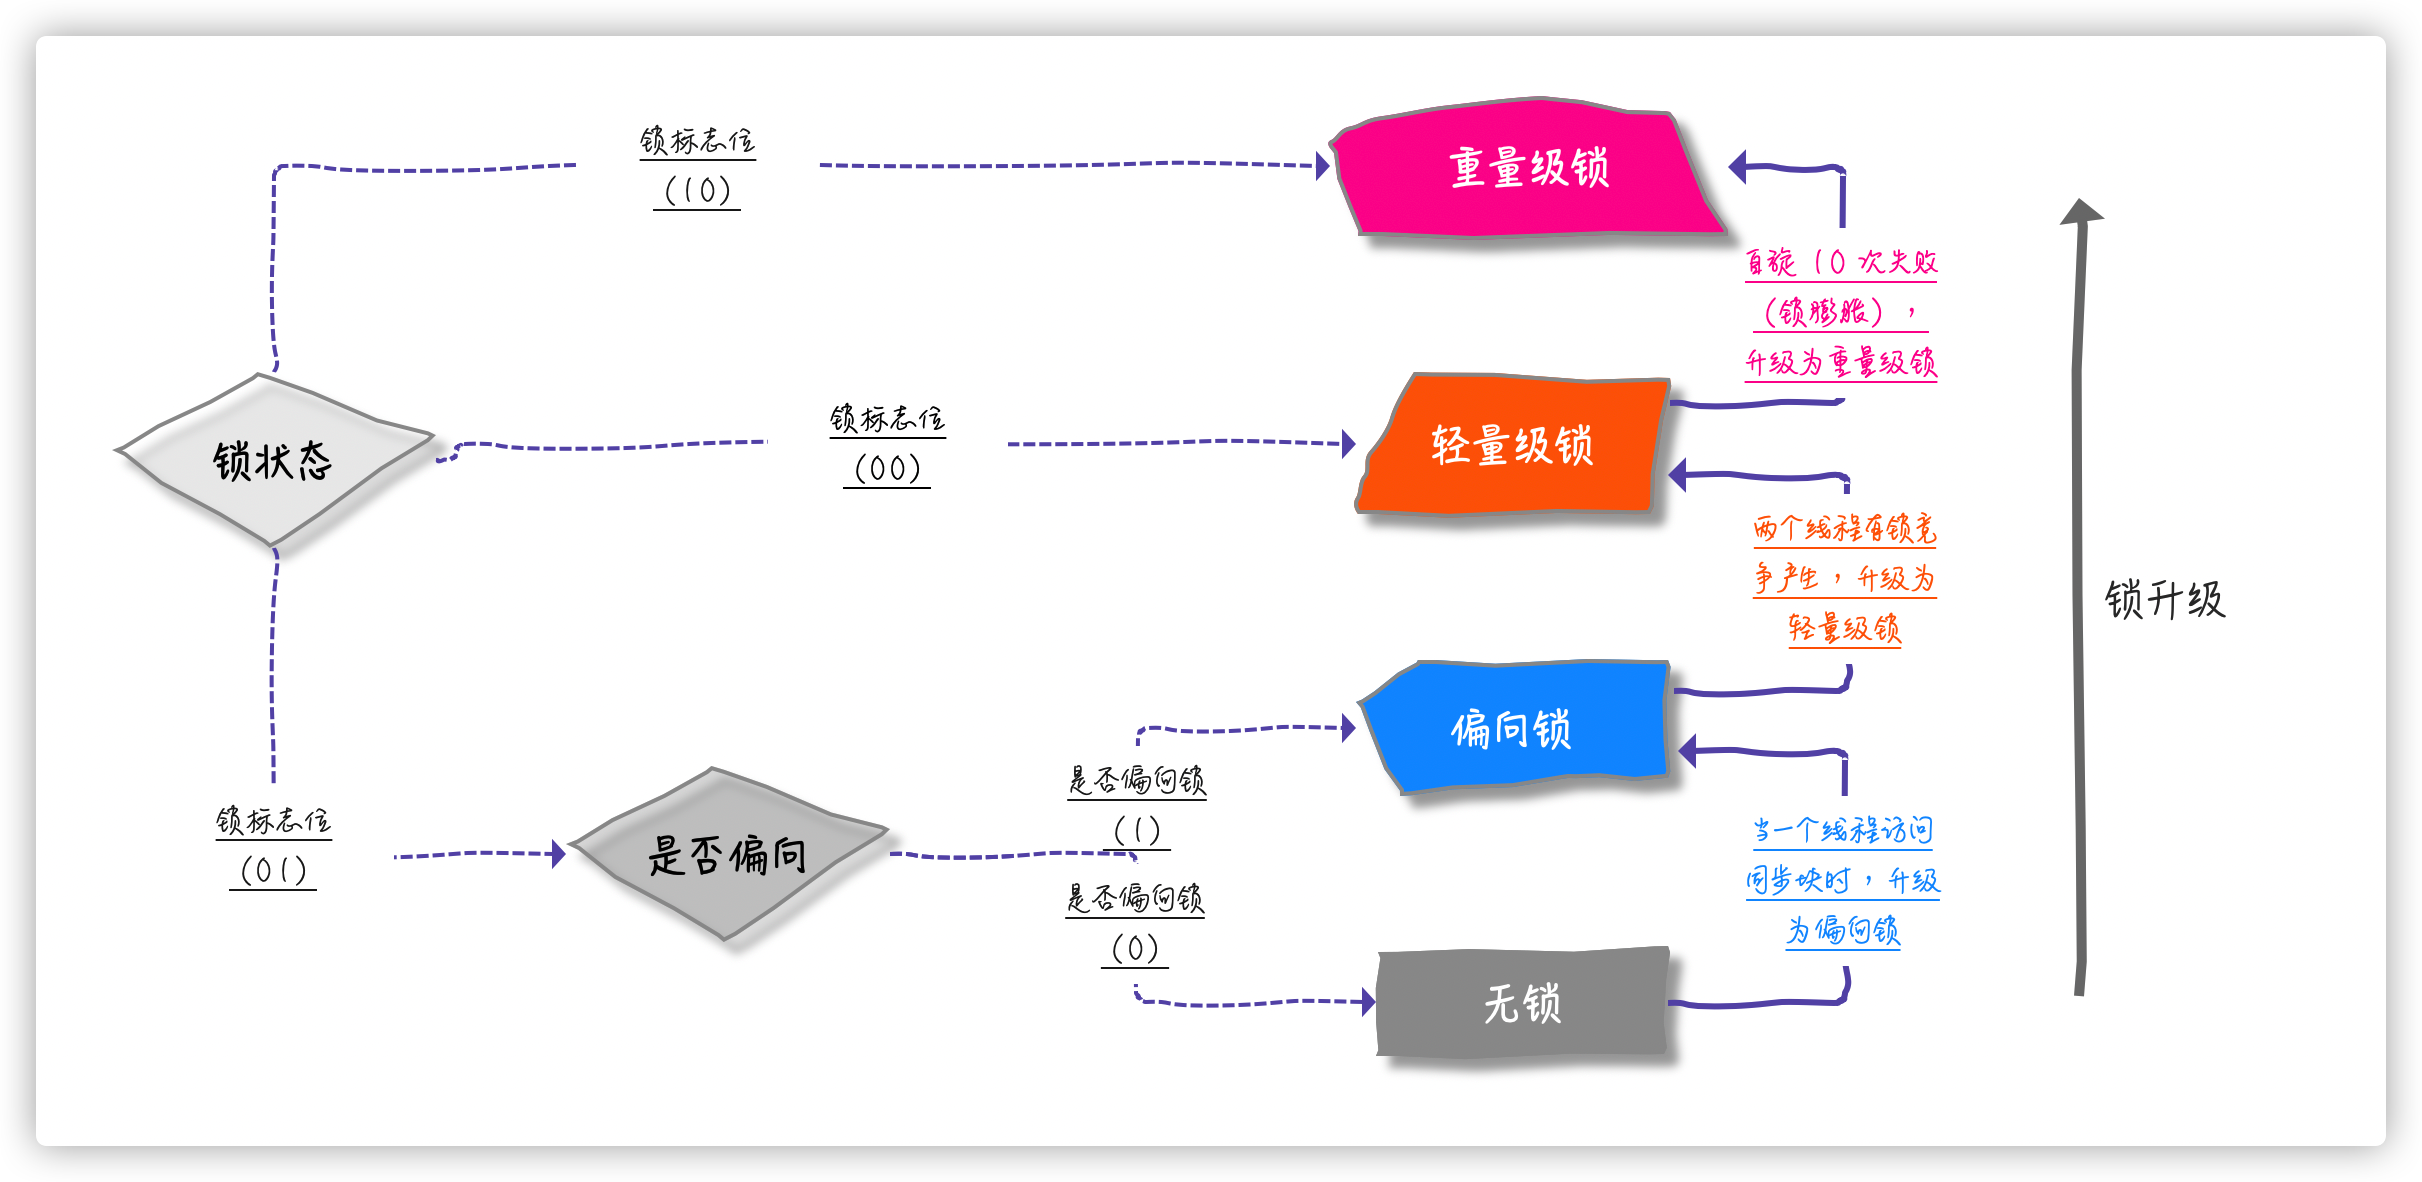 锁标志位
(10)
重量级锁
自旋 10 次失败
(锁膨胀) ,
升级为重量级锁
锁状态
锁标志位
(00)
轻量级锁
两个线程有锁竞
争产生 , 升级为
轻量级锁
锁升级
偏向锁
是否偏向锁
(1)
锁标志位
(01)
是否偏向
当一个线程访问
同步块时 , 升级
为偏向锁
是否偏向锁
(0)
无锁